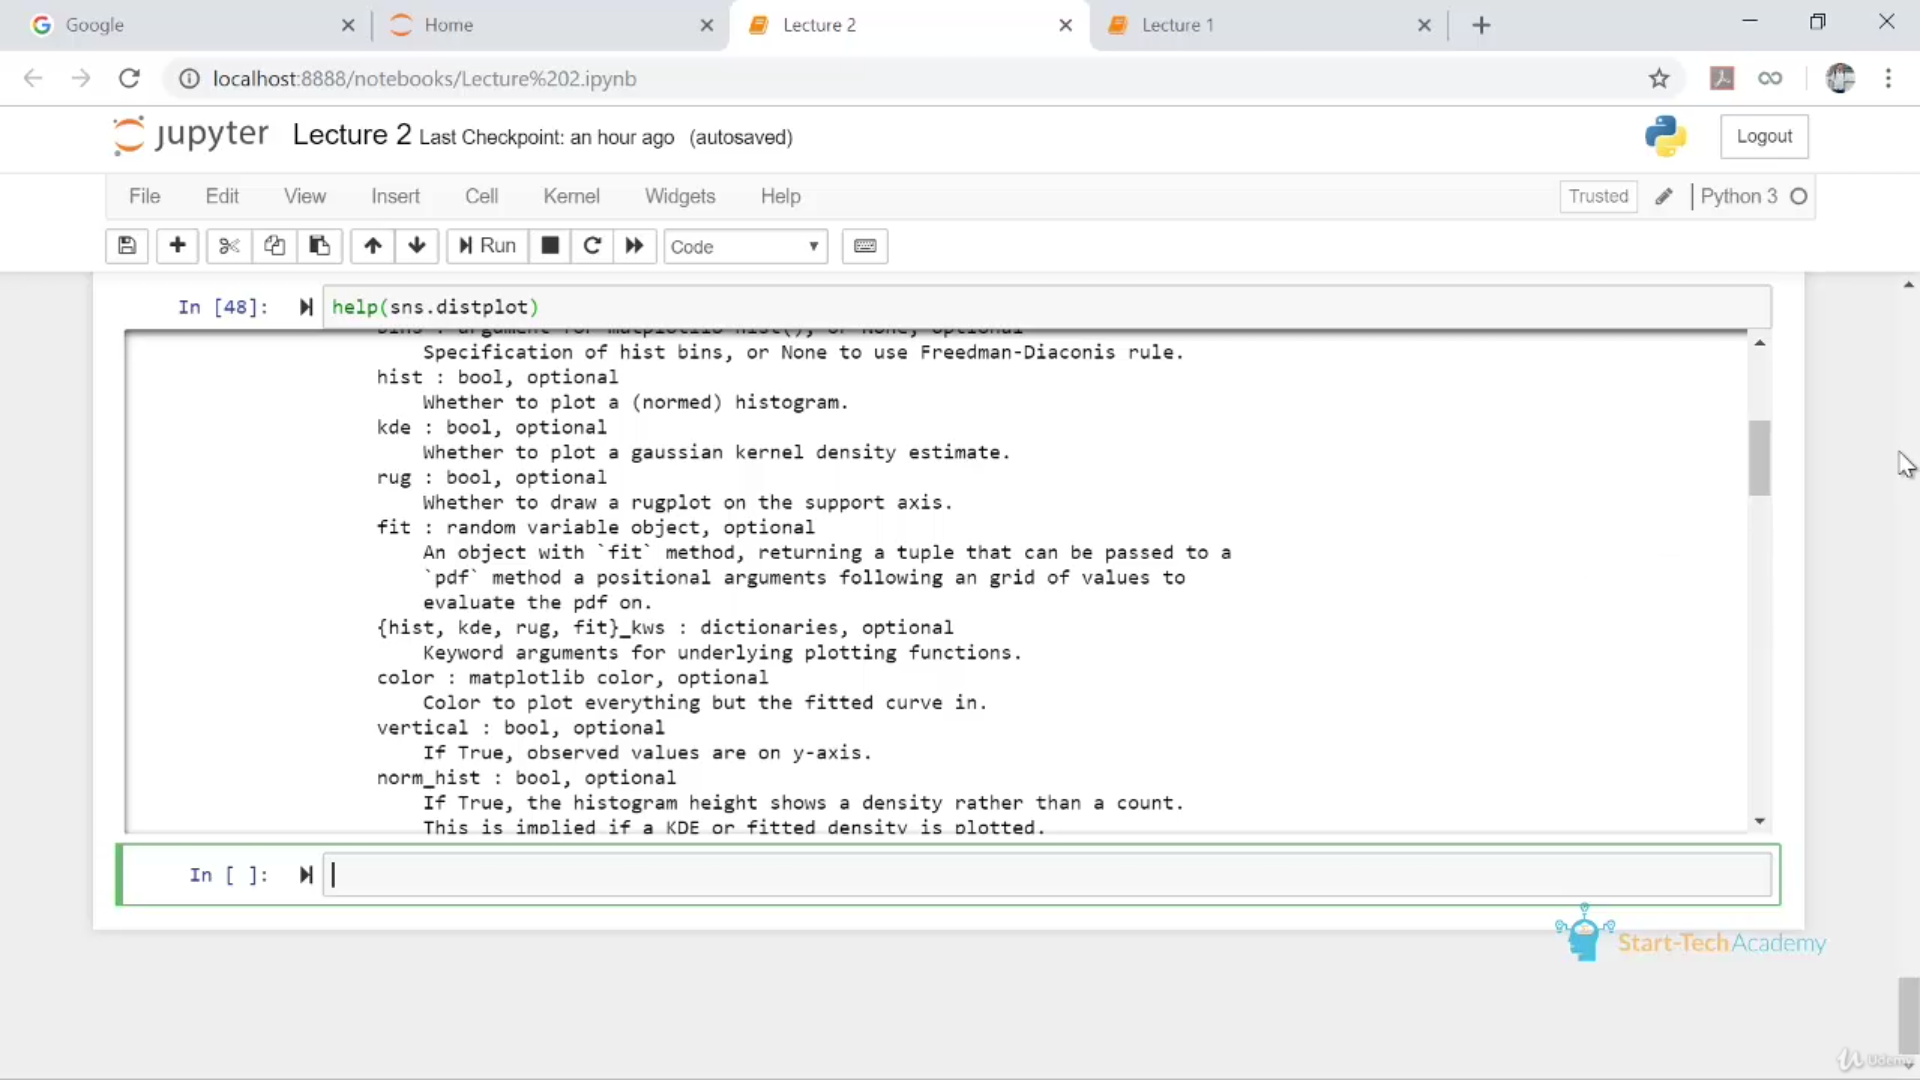 Google
Home
Lecture 2
Lecture 1
localhost:8888/notebooks/Lecture%202.ipynb
jupyter Lecture 2 Last Checkpoint: an hour ago (autosaved)
Logout
File Edit View Insert Cell Kernel Widgets Help
Trusted
Python 3
Run
Code
In [48]: help(sns.distplot)
bins : argument for matplotlib hist(), or None, optional
Specification of hist bins, or None to use Freedman-Diaconis rule.
hist : bool, optional
Whether to plot a (normed) histogram.
kde : bool, optional
Whether to plot a gaussian kernel density estimate.
rug : bool, optional
Whether to draw a rugplot on the support axis.
fit : random variable object, optional
An object with `fit` method, returning a tuple that can be passed to a
`pdf` method a positional arguments following an grid of values to
evaluate the pdf on.
{hist, kde, rug, fit}_kws : dictionaries, optional
Keyword arguments for underlying plotting functions.
color : matplotlib color, optional
Color to plot everything but the fitted curve in.
vertical : bool, optional
If True, observed values are on y-axis.
norm_hist : bool, optional
If True, the histogram height shows a density rather than a count.
This is implied if a KDE or fitted density is plotted.
In [ ]:
Start-Tech Academy
Udemy